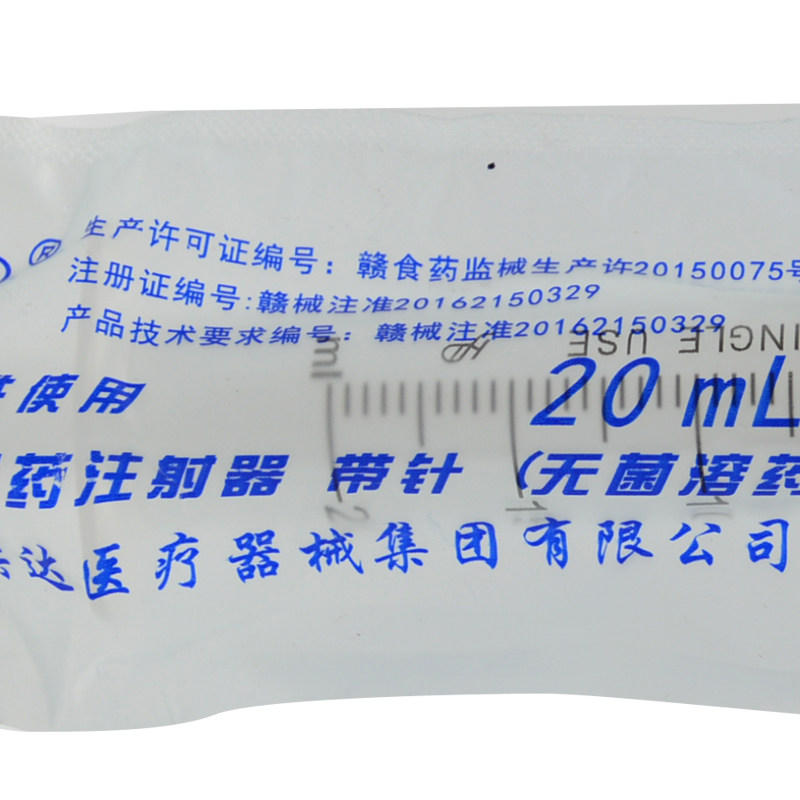 ®
生产许可证编号：赣食药监械生产许20150075号
注册证编号:赣械注准20162150329
产品技术要求编号：赣械注准20162150329
ml INGLE USE
使用
20mL
药注射器 带针 (无菌溶药
达医疗器械集团有限公司